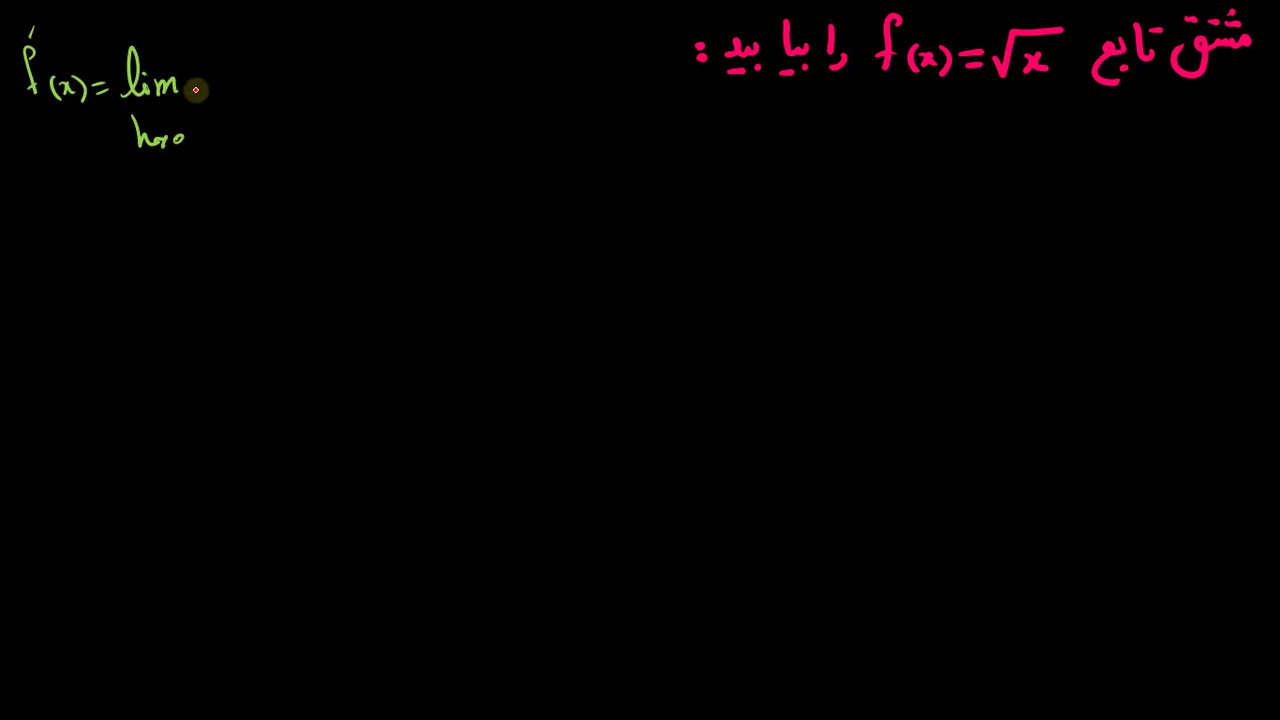 مشتق تابع f(x)=√x را بیابید :
f́(x)= lim
h→0